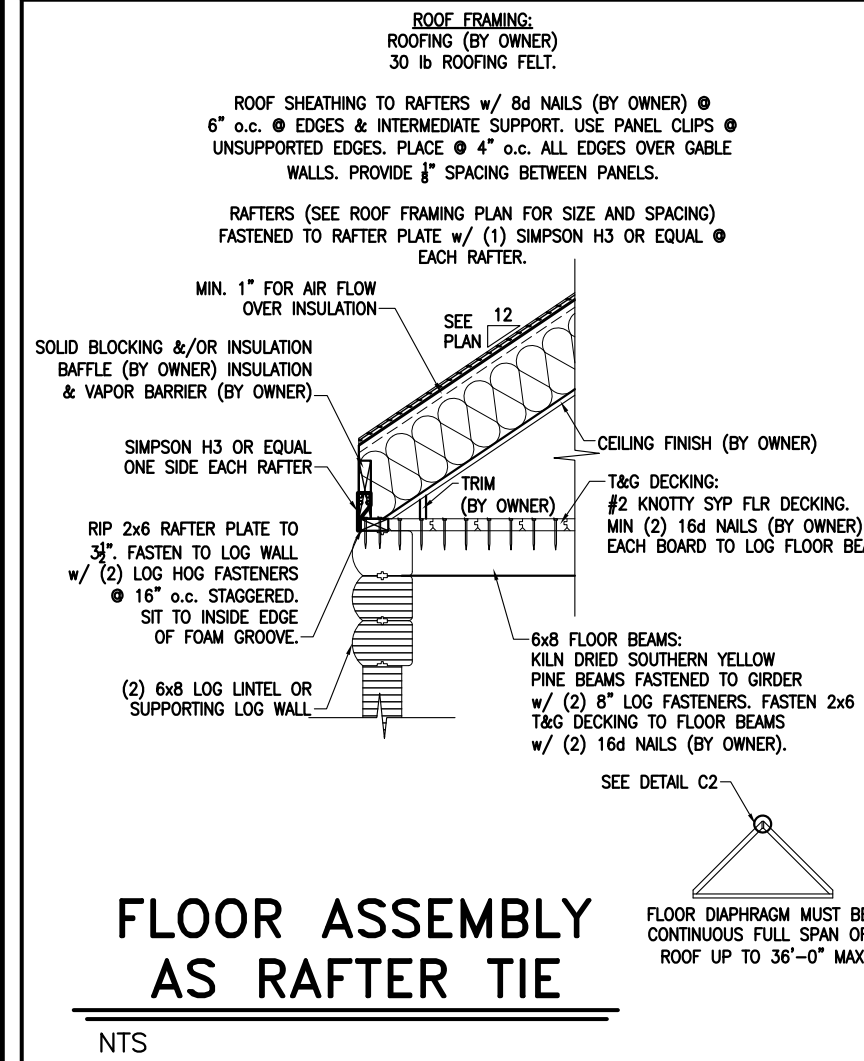 ROOF FRAMING:
ROOFING (BY OWNER)
30 lb ROOFING FELT.
ROOF SHEATHING TO RAFTERS w/ 8d NAILS (BY OWNER) @
6" o.c. @ EDGES & INTERMEDIATE SUPPORT. USE PANEL CLIPS @
UNSUPPORTED EDGES. PLACE @ 4" o.c. ALL EDGES OVER GABLE
WALLS. PROVIDE 1/8" SPACING BETWEEN PANELS.
RAFTERS (SEE ROOF FRAMING PLAN FOR SIZE AND SPACING)
FASTENED TO RAFTER PLATE w/ (1) SIMPSON H3 OR EQUAL @
EACH RAFTER.
MIN. 1" FOR AIR FLOW
OVER INSULATION
SEE
PLAN
12
SOLID BLOCKING &/OR INSULATION
BAFFLE (BY OWNER) INSULATION
& VAPOR BARRIER (BY OWNER)
SIMPSON H3 OR EQUAL
ONE SIDE EACH RAFTER
CEILING FINISH (BY OWNER)
TRIM
(BY OWNER)
T&G DECKING:
#2 KNOTTY SYP FLR DECKING.
MIN (2) 16d NAILS (BY OWNER)
EACH BOARD TO LOG FLOOR BEA
RIP 2x6 RAFTER PLATE TO
3 1/2". FASTEN TO LOG WALL
w/ (2) LOG HOG FASTENERS
@ 16" o.c. STAGGERED.
SIT TO INSIDE EDGE
OF FOAM GROOVE.
(2) 6x8 LOG LINTEL OR
SUPPORTING LOG WALL
6x8 FLOOR BEAMS:
KILN DRIED SOUTHERN YELLOW
PINE BEAMS FASTENED TO GIRDER
w/ (2) 8" LOG FASTENERS. FASTEN 2x6
T&G DECKING TO FLOOR BEAMS
w/ (2) 16d NAILS (BY OWNER).
SEE DETAIL C2
FLOOR DIAPHRAGM MUST BE
CONTINUOUS FULL SPAN OF
ROOF UP TO 36'-0" MAX
FLOOR ASSEMBLY
AS RAFTER TIE
NTS